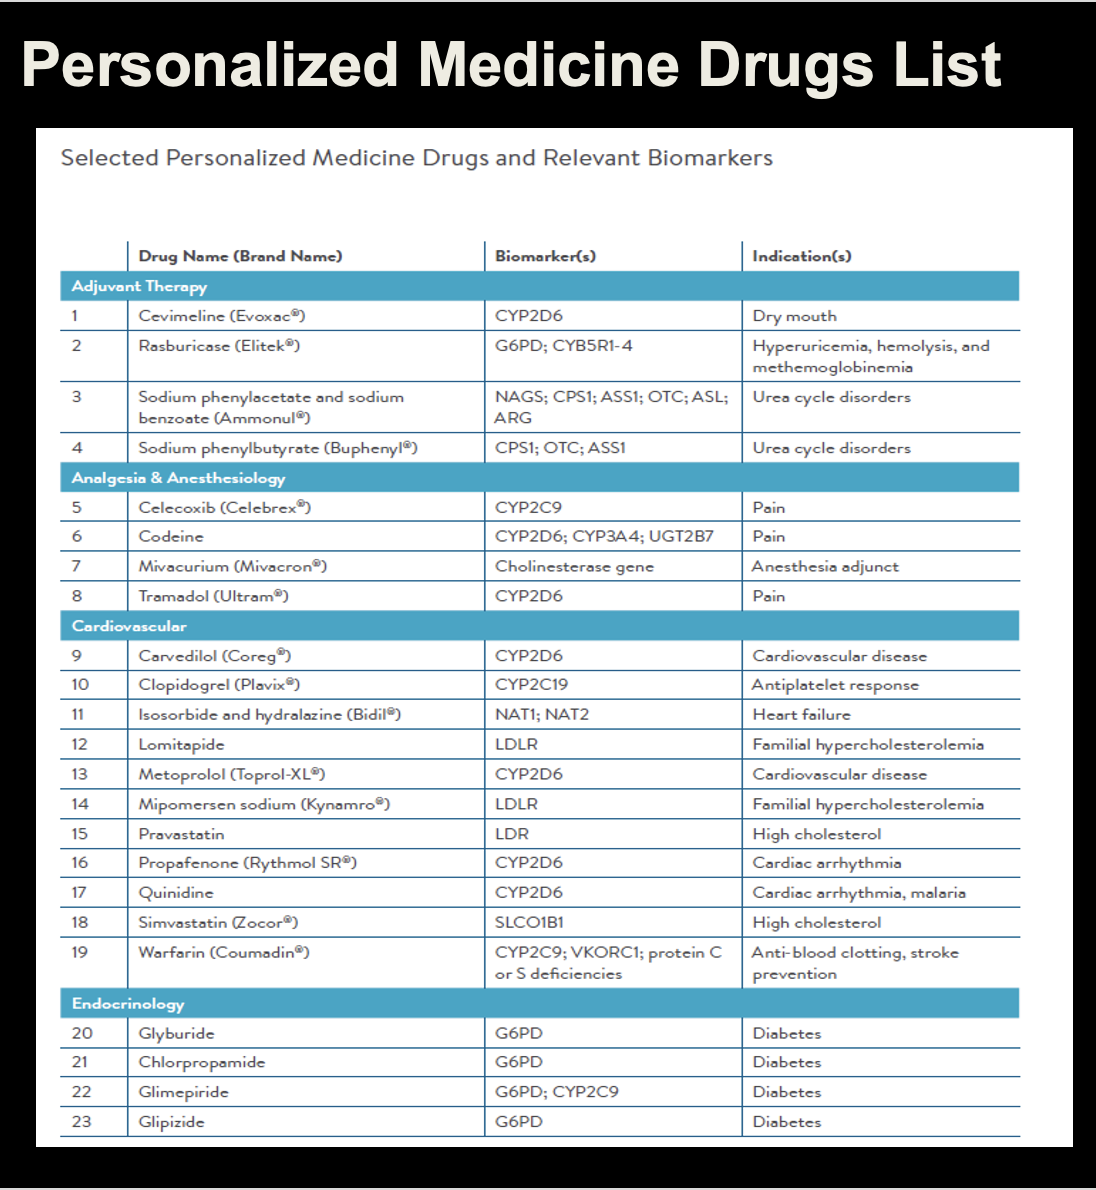 Personalized Medicine Drugs List
Selected Personalized Medicine Drugs and Relevant Biomarkers
Drug Name (Brand Name) Biomarker(s) Indication(s)
Adjuvant Therapy
1 Cevimeline (Evoxac®) CYP2D6 Dry mouth
2 Rasburicase (Elitek®) G6PD; CYB5R1-4 Hyperuricemia, hemolysis, and
methemoglobinemia
3 Sodium phenylacetate and sodium NAGS; CPS1; ASS1; OTC; ASL; Urea cycle disorders
benzoate (Ammonul®) ARG
4 Sodium phenylbutyrate (Buphenyl®) CPS1; OTC; ASS1 Urea cycle disorders
Analgesia & Anesthesiology
5 Celecoxib (Celebrex®) CYP2C9 Pain
6 Codeine CYP2D6; CYP3A4; UGT2B7 Pain
7 Mivacurium (Mivacron®) Cholinesterase gene Anesthesia adjunct
8 Tramadol (Ultram®) CYP2D6 Pain
Cardiovascular
9 Carvedilol (Coreg®) CYP2D6 Cardiovascular disease
10 Clopidogrel (Plavix®) CYP2C19 Antiplatelet response
11 Isosorbide and hydralazine (Bidil®) NAT1; NAT2 Heart failure
12 Lomitapide LDLR Familial hypercholesterolemia
13 Metoprolol (Toprol-XL®) CYP2D6 Cardiovascular disease
14 Mipomersen sodium (Kynamro®) LDLR Familial hypercholesterolemia
15 Pravastatin LDR High cholesterol
16 Propafenone (Rythmol SR®) CYP2D6 Cardiac arrhythmia
17 Quinidine CYP2D6 Cardiac arrhythmia, malaria
18 Simvastatin (Zocor®) SLCO1B1 High cholesterol
19 Warfarin (Coumadin®) CYP2C9; VKORC1; protein C Anti-blood clotting, stroke
or S deficiencies prevention
Endocrinology
20 Glyburide G6PD Diabetes
21 Chlorpropamide G6PD Diabetes
22 Glimepiride G6PD; CYP2C9 Diabetes
23 Glipizide G6PD Diabetes